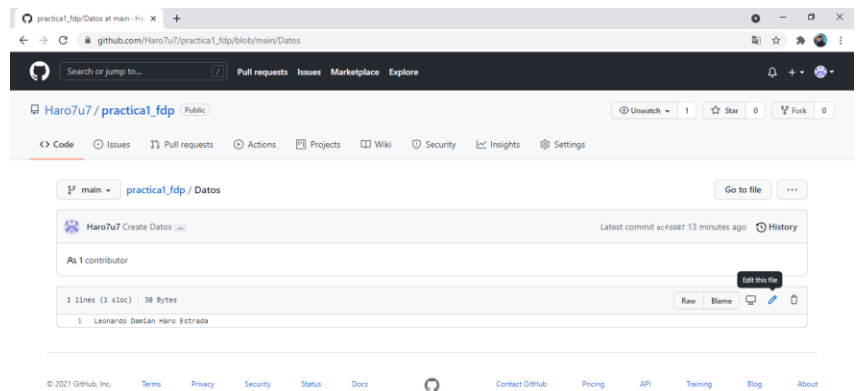 practica1_fdp/Datos at main · Ha
github.com/Haro7u7/practica1_fdp/blob/main/Datos
Search or jump to... / Pull requests Issues Marketplace Explore
Haro7u7 / practica1_fdp Public Unwatch 1 Star 0 Fork 0
<> Code Issues Pull requests Actions Projects Wiki Security Insights Settings
main practica1_fdp / Datos Go to file ...
Haro7u7 Create Datos ... Latest commit 13 minutes ago History
1 contributor
Edit this file
1 lines (1 sloc) 30 Bytes Raw Blame
1 Leonardo Damian Haro Estrada
© 2021 GitHub, Inc. Terms Privacy Security Status Docs Contact GitHub Pricing API Training Blog About